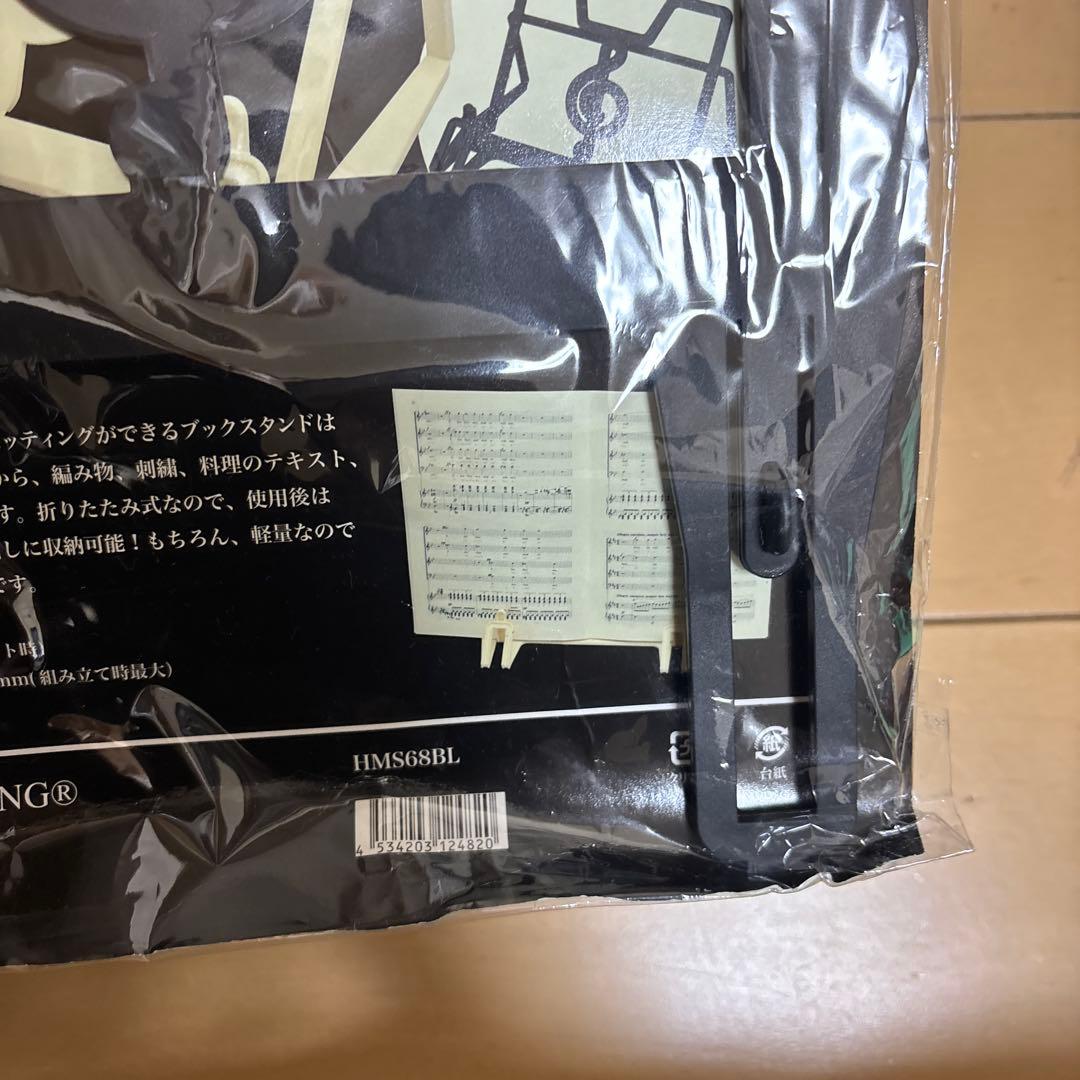 ッティングができるブックスタンドは
から、編み物、刺繍、料理のテキスト、
す。折りたたみ式なので、使用後は
しに収納可能！もちろん、軽量なので
です。
ト時）
mm( 組み立て時最大)
HMS68BL
紙
台紙
NG®
4 534203 124820